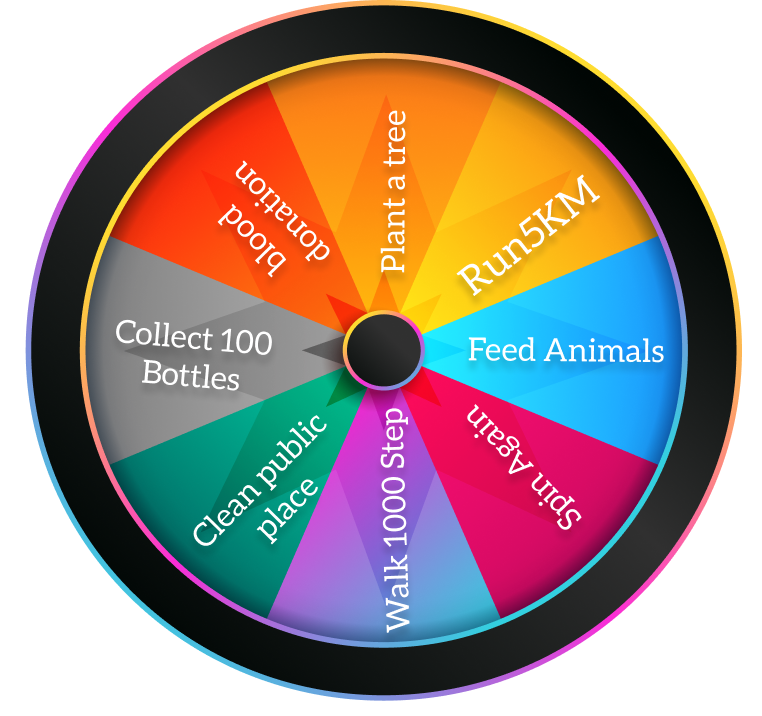 Plant a tree
Run5KM
Feed Animals
Spin Again
Walk 1000 Step
Clean public
place
Collect 100
Bottles
blood
donation